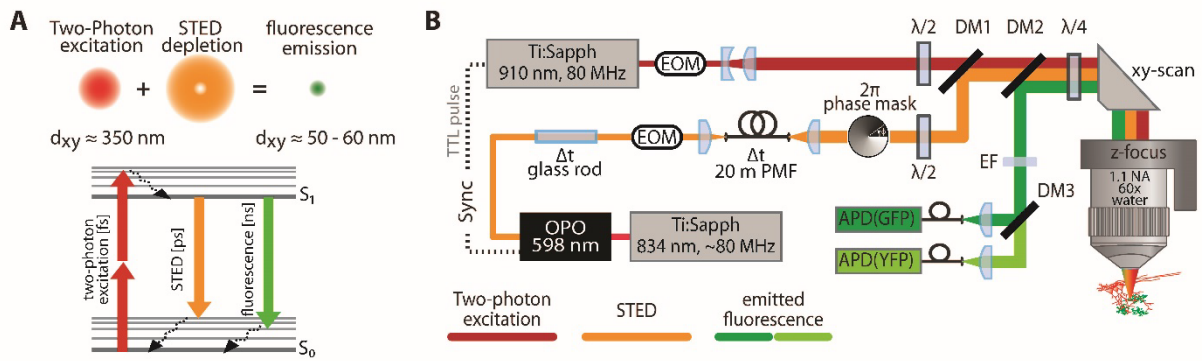 A
Two-Photon
excitation
STED
depletion
fluorescence
emission
+
=
dxy ≈ 350 nm
dxy ≈ 50 - 60 nm
S1
two-photon
excitation [fs]
STED [ps]
fluorescence [ns]
S0
B
Ti:Sapph
910 nm, 80 MHz
EOM
λ/2
DM1
DM2
λ/4
xy-scan
TTL pulse
Sync
Δt
glass rod
EOM
Δt
20 m PMF
2π
phase mask
λ/2
EF
DM3
z-focus
1.1 NA
60x
water
OPO
598 nm
Ti:Sapph
834 nm, ~80 MHz
APD(GFP)
APD(YFP)
Two-photon
excitation
STED
emitted
fluorescence